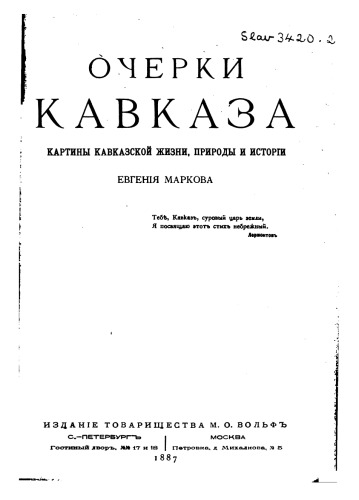 Slav 3420.2
ОЧЕРКИ
КАВКАЗА
КАРТИНЫ КАВКАЗСКОЙ ЖИЗНИ, ПРИРОДЫ И ИСТОРІИ
ЕВГЕНІЯ МАРКОВА
Тебѣ, Кавказъ, суровый царь земли,
Я посвящаю этотъ стихъ небрежный.
Лермонтовъ
ИЗДАНІЕ ТОВАРИЩЕСТВА М. О. ВОЛЬФЪ
С.-ПЕТЕРБУРГЪ
Гостиный дворъ, №№ 17 и 18
МОСКВА
Петровка, д. Михалкова, № 5
1887